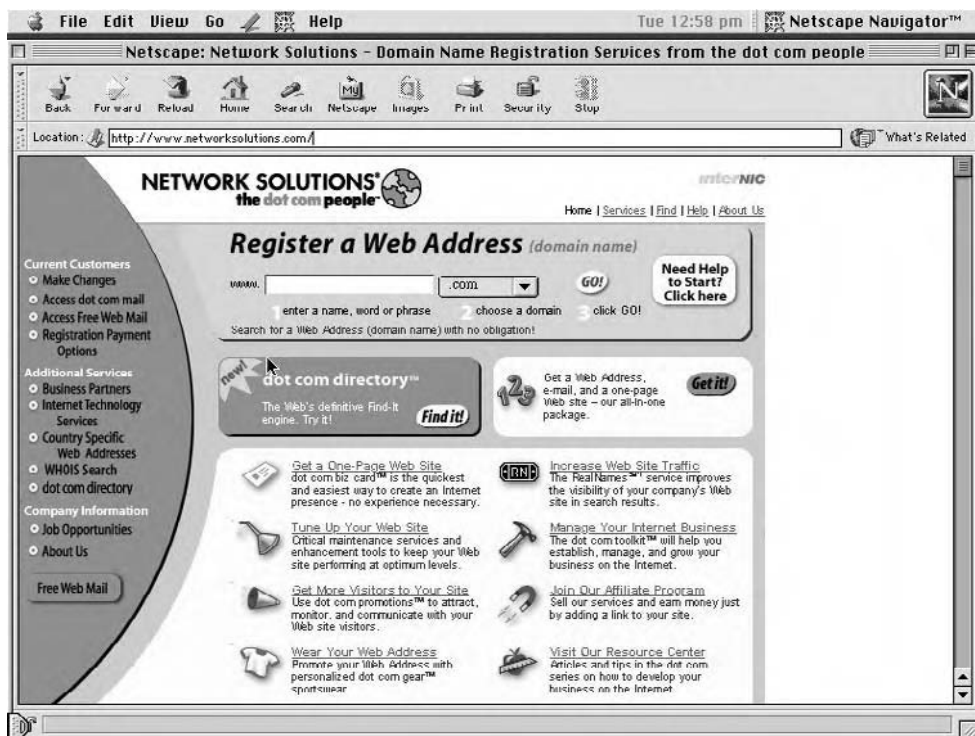 File Edit View Go Help Tue 12:58 pm Netscape Navigator™
Netscape: Network Solutions - Domain Name Registration Services from the dot com people
Back Forward Reload Home Search Netscape Images Print Security Stop
My
N
Location: http://www.networksolutions.com/ What's Related
NETWORK SOLUTIONS®
the dot com people™
interNIC
Home | Services | Find | Help | About Us
Register a Web Address (domain name)
www. .com GO!
Need Help
to Start?
Click here
1 enter a name, word or phrase 2 choose a domain 3 click GO!
Search for a Web Address (domain name) with no obligation!
Current Customers
Make Changes
Access dot com mail
Access Free Web Mail
Registration Payment
Options
Additional Services
Business Partners
Internet Technology
Services
Country Specific
Web Addresses
WHOIS Search
dot com directory
Company Information
Job Opportunities
About Us
Free Web Mail
new!
dot com directory™
The Web's definitive Find-It
engine. Try it!
Find it!
123
Get a Web Address,
e-mail, and a one-page
Web site – our all-in-one
package.
Get it!
Get a One-Page Web Site
dot com biz card™ is the quickest
and easiest way to create an Internet
presence - no experience necessary.
Tune Up Your Web Site
Critical maintenance services and
enhancement tools to keep your Web
site performing at optimum levels.
Get More Visitors to Your Site
Use dot com promotions™ to attract,
monitor, and communicate with your
Web site visitors.
Wear Your Web Address
Promote your Web Address with
personalized dot com gear™
sportswear
RN
Increase Web Site Traffic
The RealNames℠ service improves
the visibility of your company's Web
site in search results.
Manage Your Internet Business
The dot com toolkit™ will help you
establish, manage, and grow your
business on the Internet.
Join Our Affiliate Program
Sell our services and earn money just
by adding a link to your site.
Visit Our Resource Center
Articles and tips in the dot com
series on how to develop your
business on the Internet